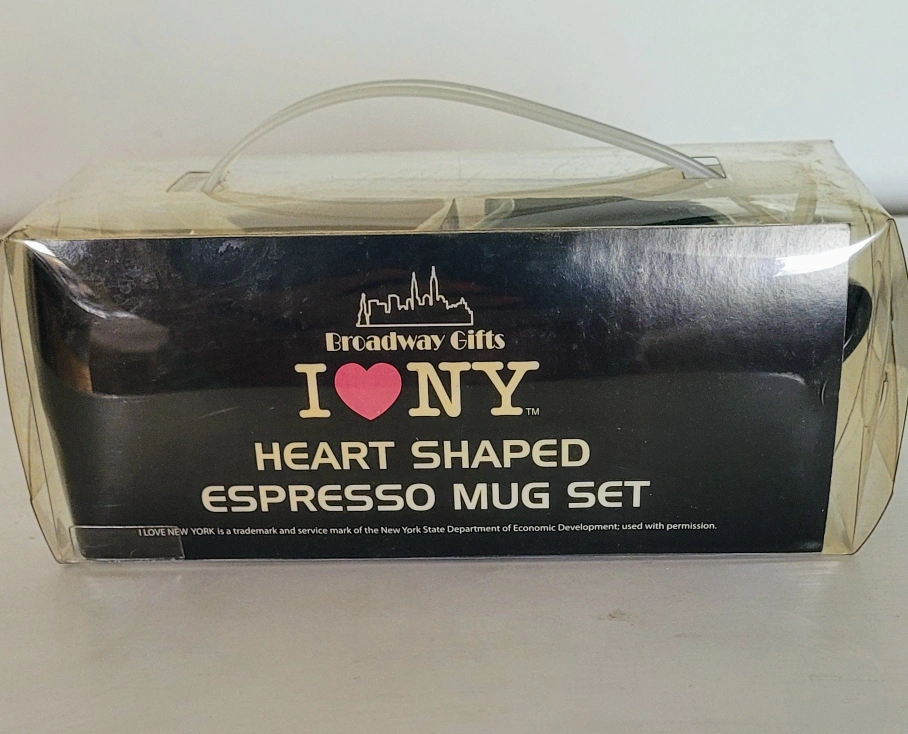 Broadway Gifts
I ♥ NY™
HEART SHAPED
ESPRESSO MUG SET
I LOVE NEW YORK is a trademark and service mark of the New York State Department of Economic Development; used with permission.